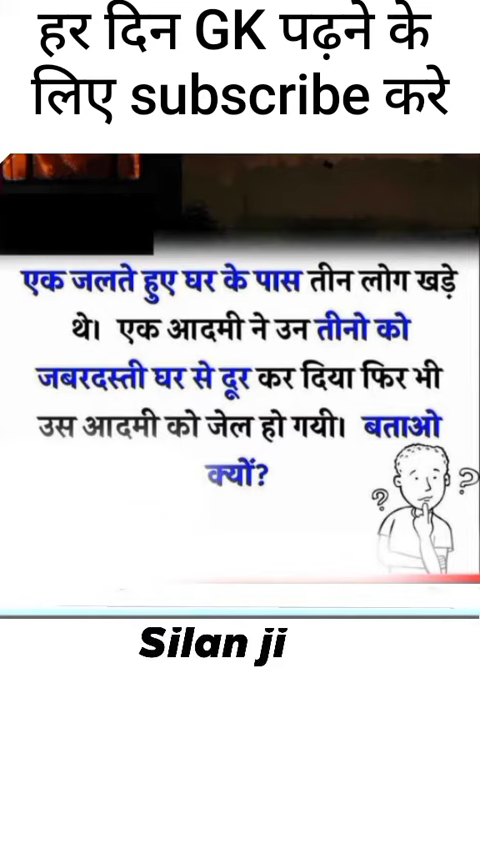 हर दिन GK पढ़ने के
लिए subscribe करे
एक जलते हुए घर के पास तीन लोग खड़े
थे। एक आदमी ने उन तीनो को
जबरदस्ती घर से दूर कर दिया फिर भी
उस आदमी को जेल हो गयी। बताओ
क्यों?
? ?
Silan ji